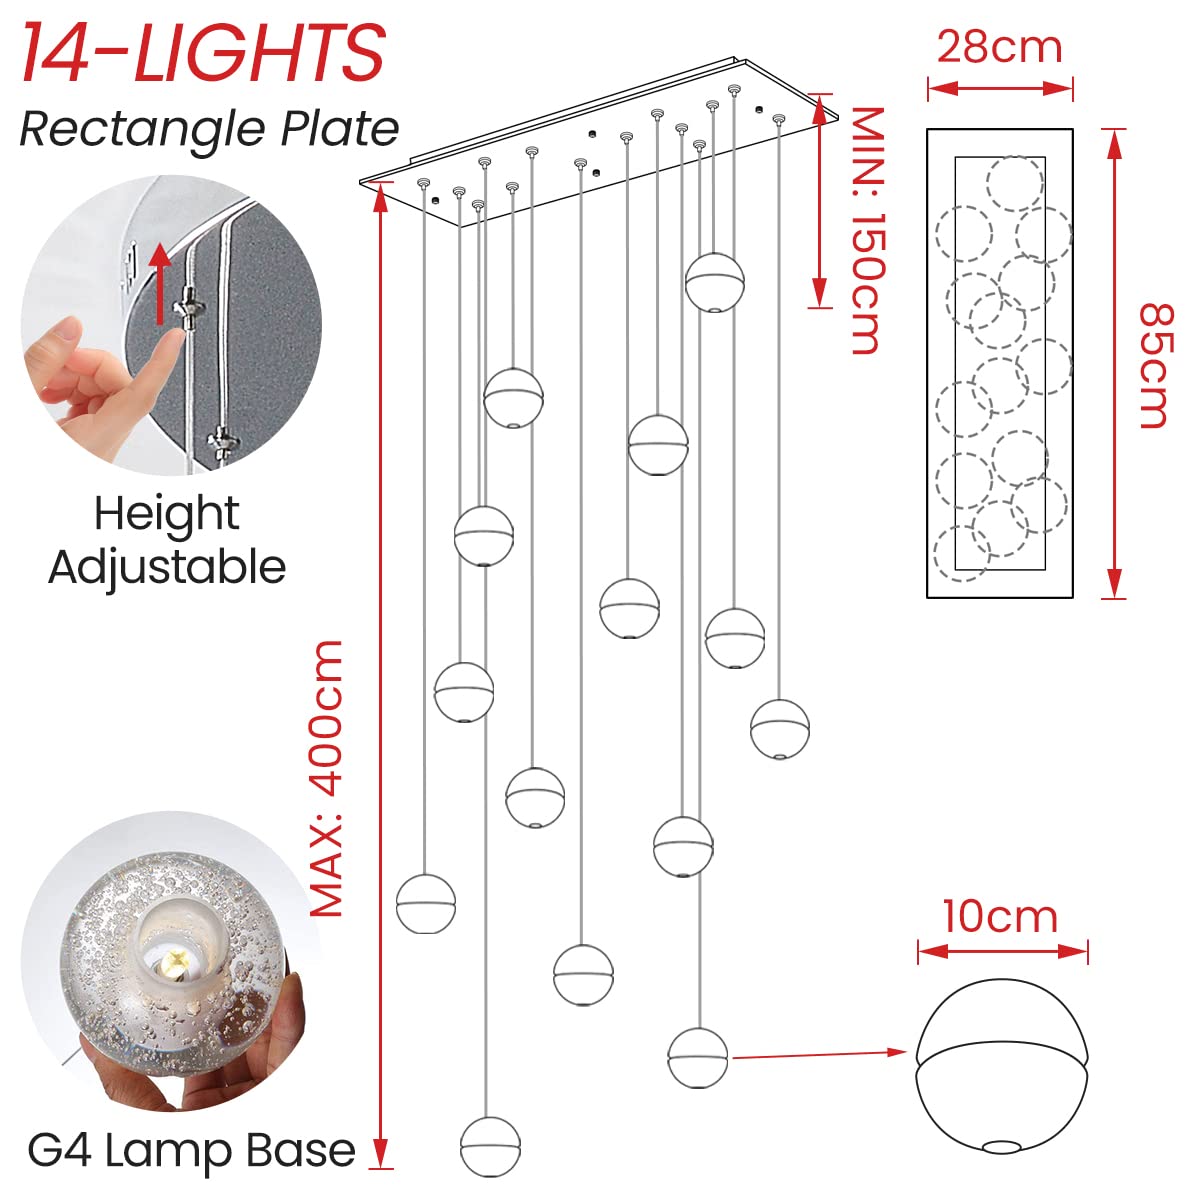 14-LIGHTS
Rectangle Plate
28cm
MIN: 150cm
85cm
Height
Adjustable
MAX: 400cm
10cm
G4 Lamp Base